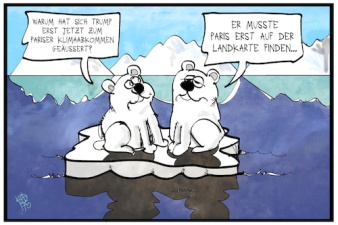 WARUM HAT SICH TRUMP
ERST JETZT ZUM
PARISER KLIMAABKOMMEN
GEÄUSSERT?
ER MUSSTE
PARIS ERST AUF DER
LANDKARTE FINDEN...